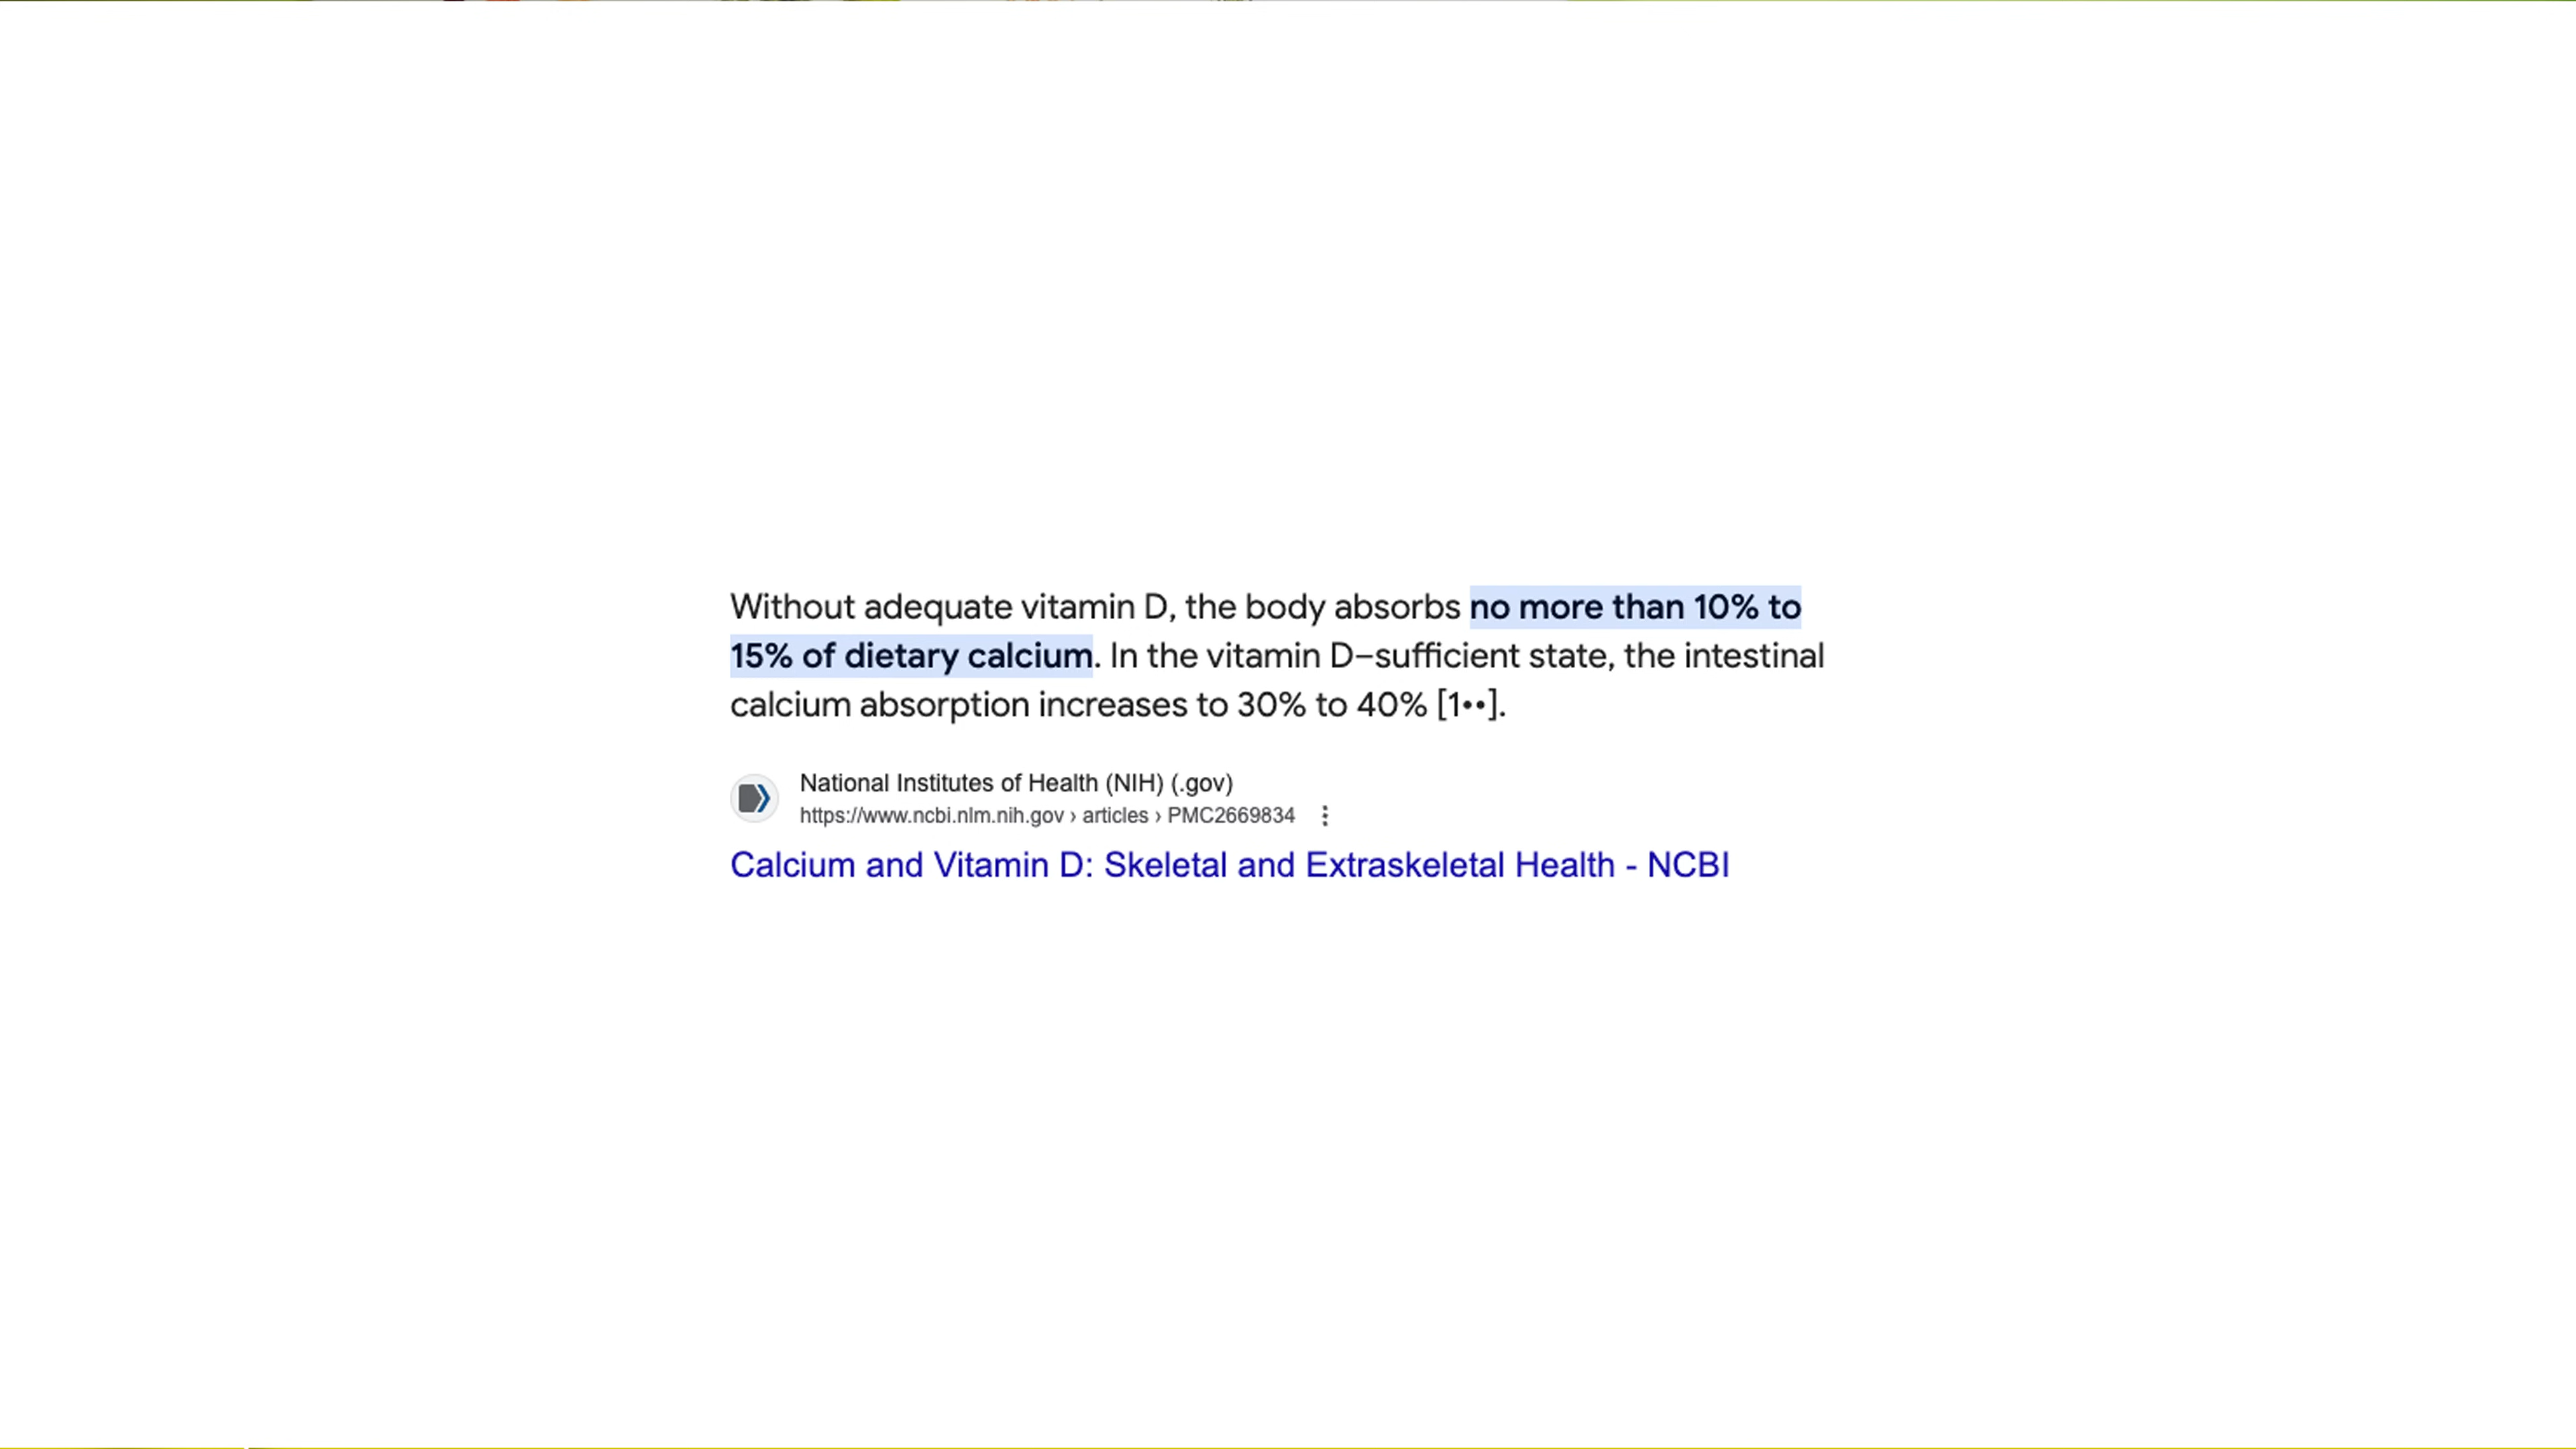 Without adequate vitamin D, the body absorbs no more than 10% to
15% of dietary calcium. In the vitamin D–sufficient state, the intestinal
calcium absorption increases to 30% to 40% [1••].
National Institutes of Health (NIH) (.gov)
https://www.ncbi.nlm.nih.gov › articles › PMC2669834
Calcium and Vitamin D: Skeletal and Extraskeletal Health - NCBI